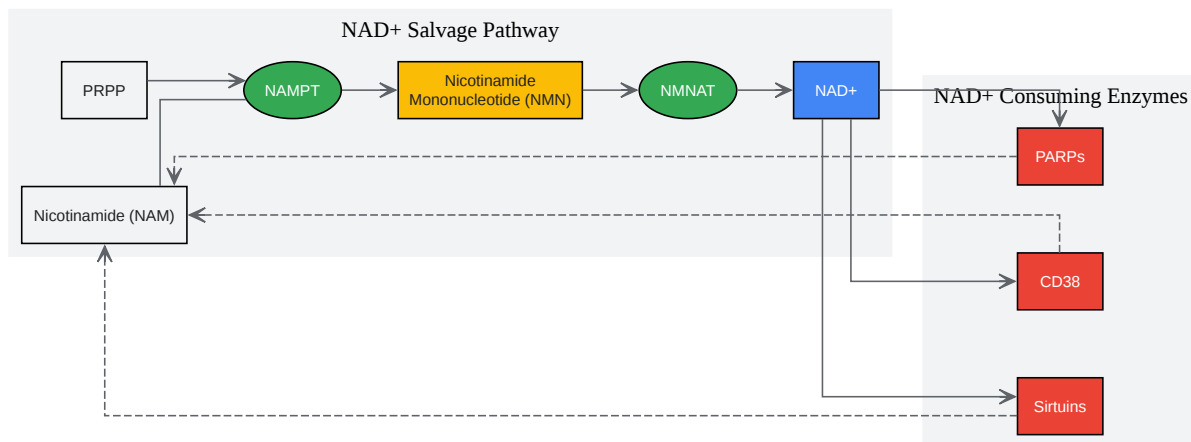 NAD+ Salvage Pathway
PRPP
NAMPT
Nicotinamide
Mononucleotide (NMN)
NMNAT
NAD+
NAD+ Consuming Enzymes
PARPs
Nicotinamide (NAM)
CD38
Sirtuins